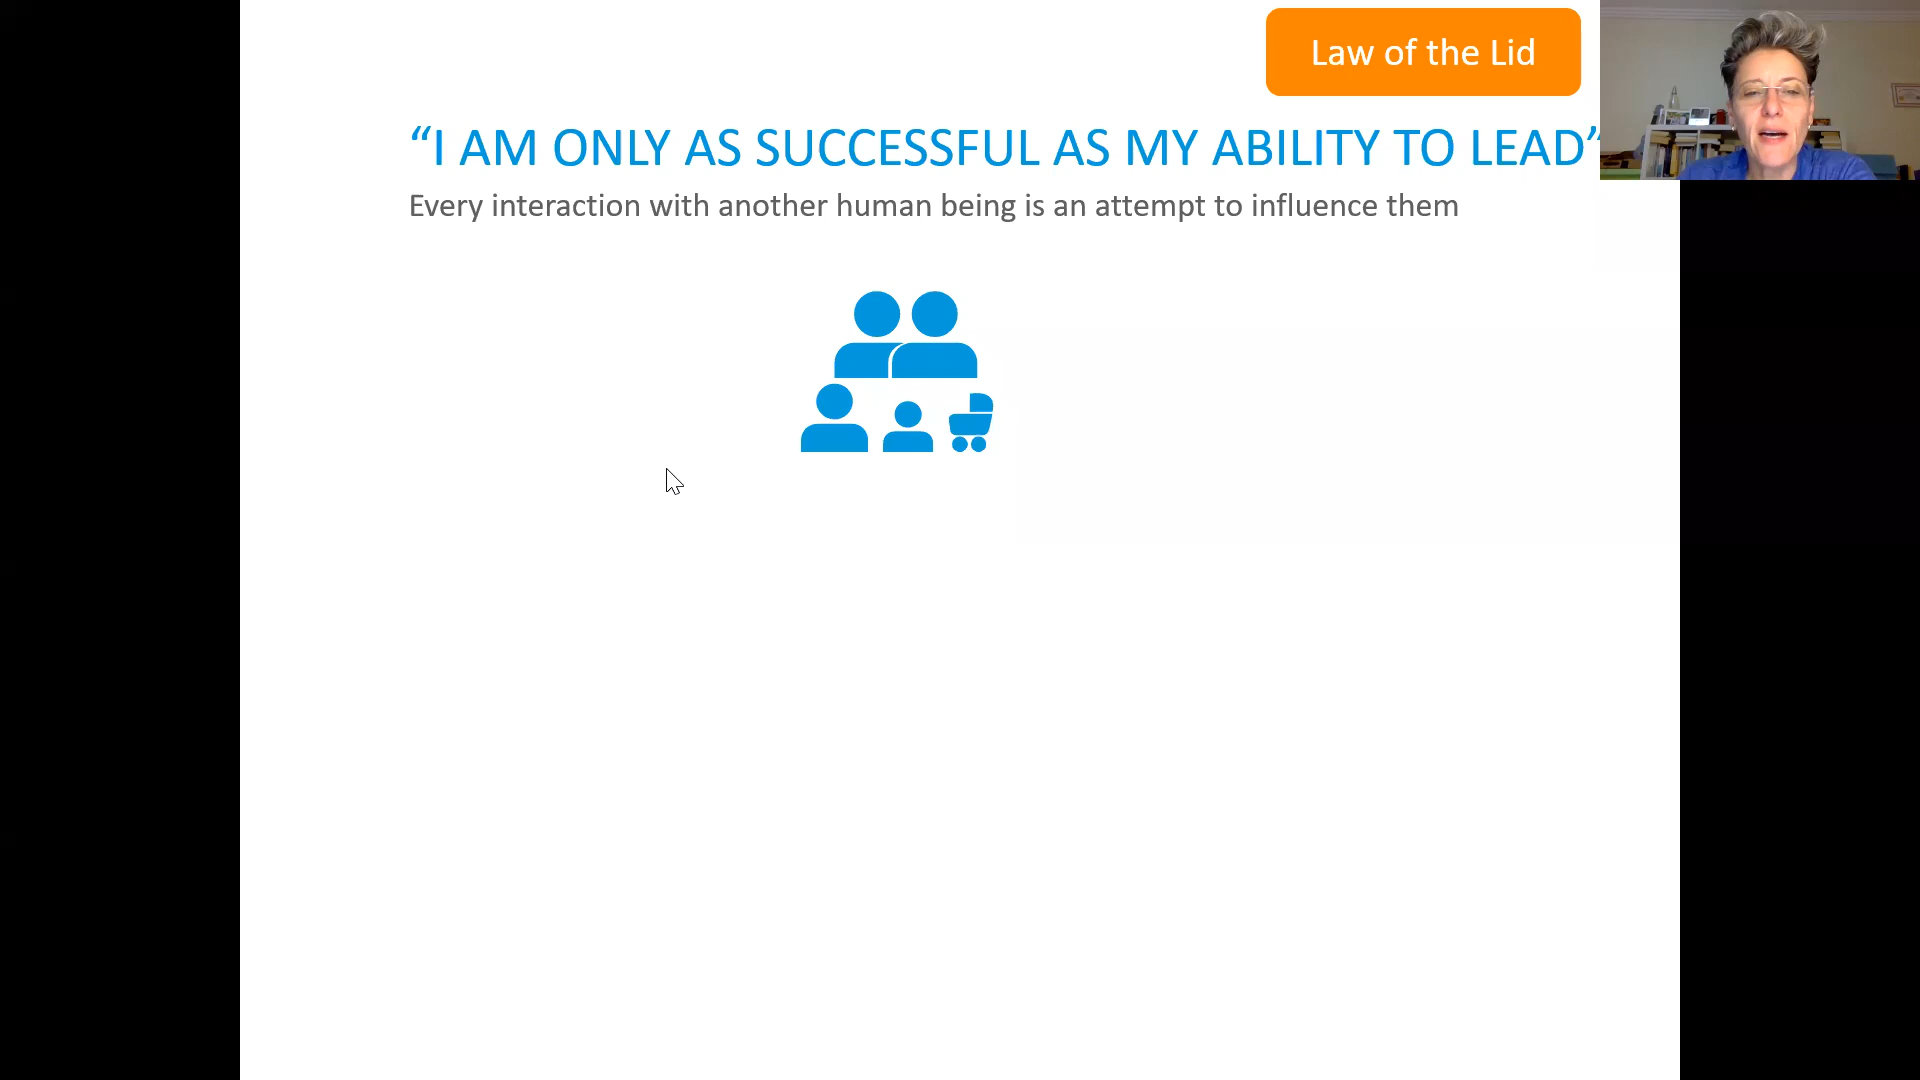 Law of the Lid
“I AM ONLY AS SUCCESSFUL AS MY ABILITY TO LEAD”
Every interaction with another human being is an attempt to influence them